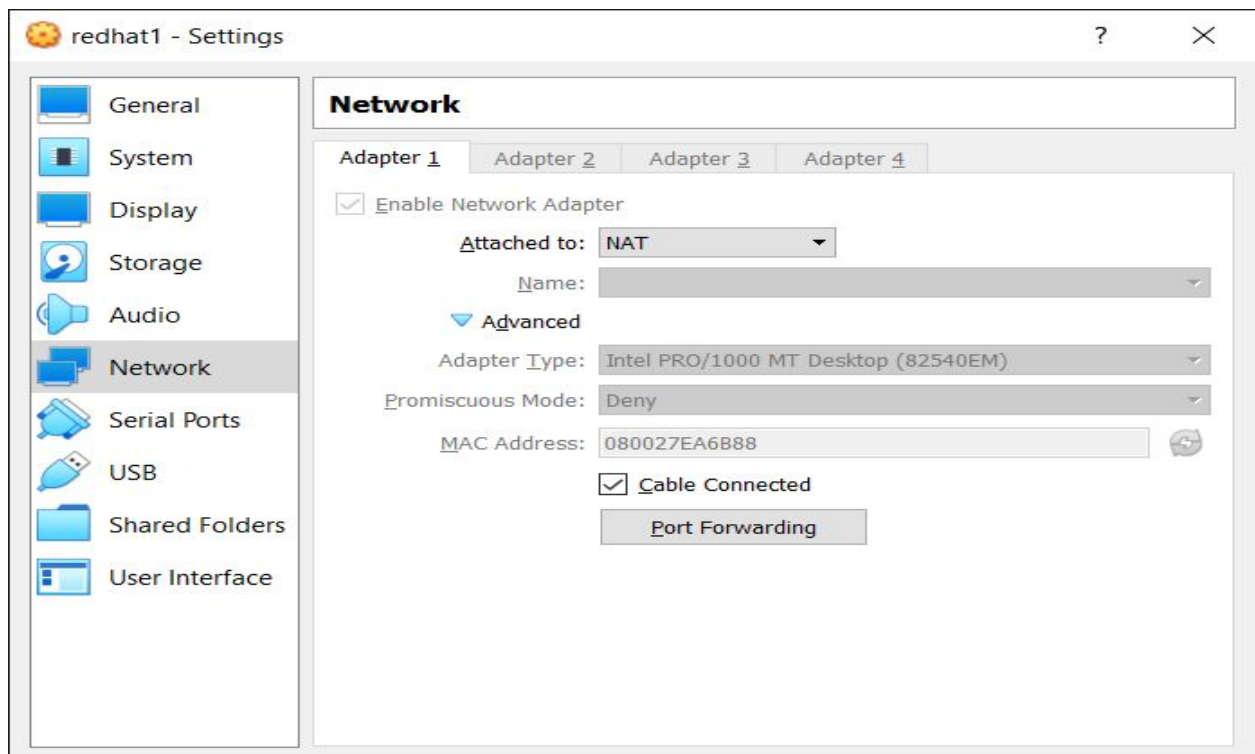 redhat1 - Settings
?
General
System
Display
Storage
Audio
Network
Serial Ports
USB
Shared Folders
User Interface
Network
Adapter 1 Adapter 2 Adapter 3 Adapter 4
Enable Network Adapter
Attached to: NAT
Name:
Advanced
Adapter Type: Intel PRO/1000 MT Desktop (82540EM)
Promiscuous Mode: Deny
MAC Address: 080027EA6B88
Cable Connected
Port Forwarding